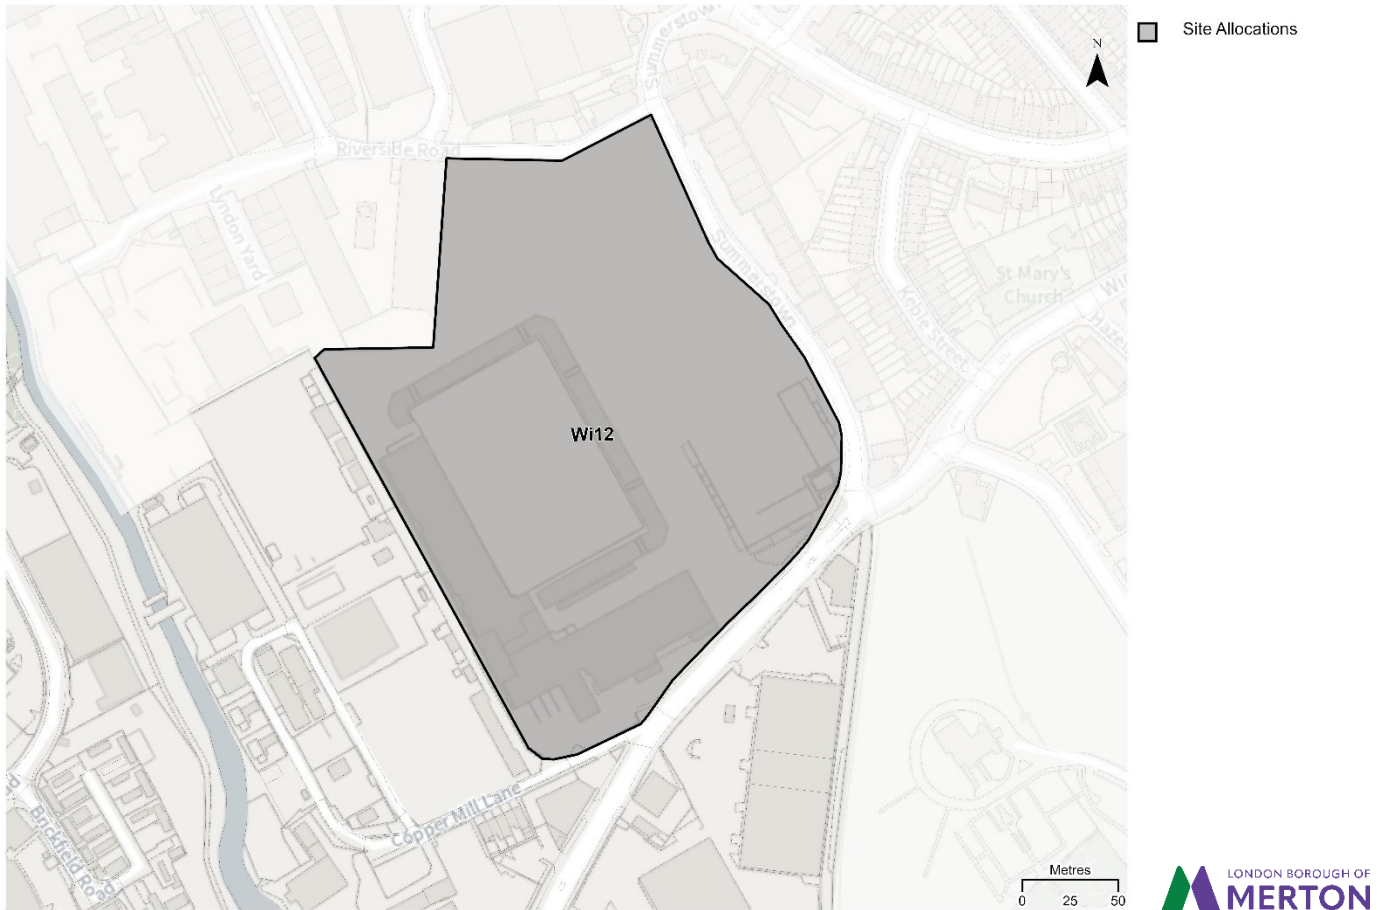 Summerstown
Site Allocations
N
Riverside Road
Lyndon Yard
Summerstown
St Mary's
Church
Keble Street
Wi12
Copper Mill Lane
Brickfield Road
Metres
0 25 50
LONDON BOROUGH OF
MERTON